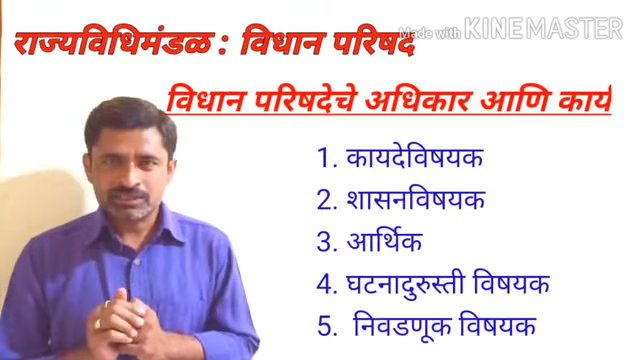 राज्यविधिमंडळ : विधान परिषद
Made with KINEMASTER
विधान परिषदेचे अधिकार आणि कार्य
1. कायदेविषयक
2. शासनविषयक
3. आर्थिक
4. घटनादुरुस्ती विषयक
5. निवडणूक विषयक